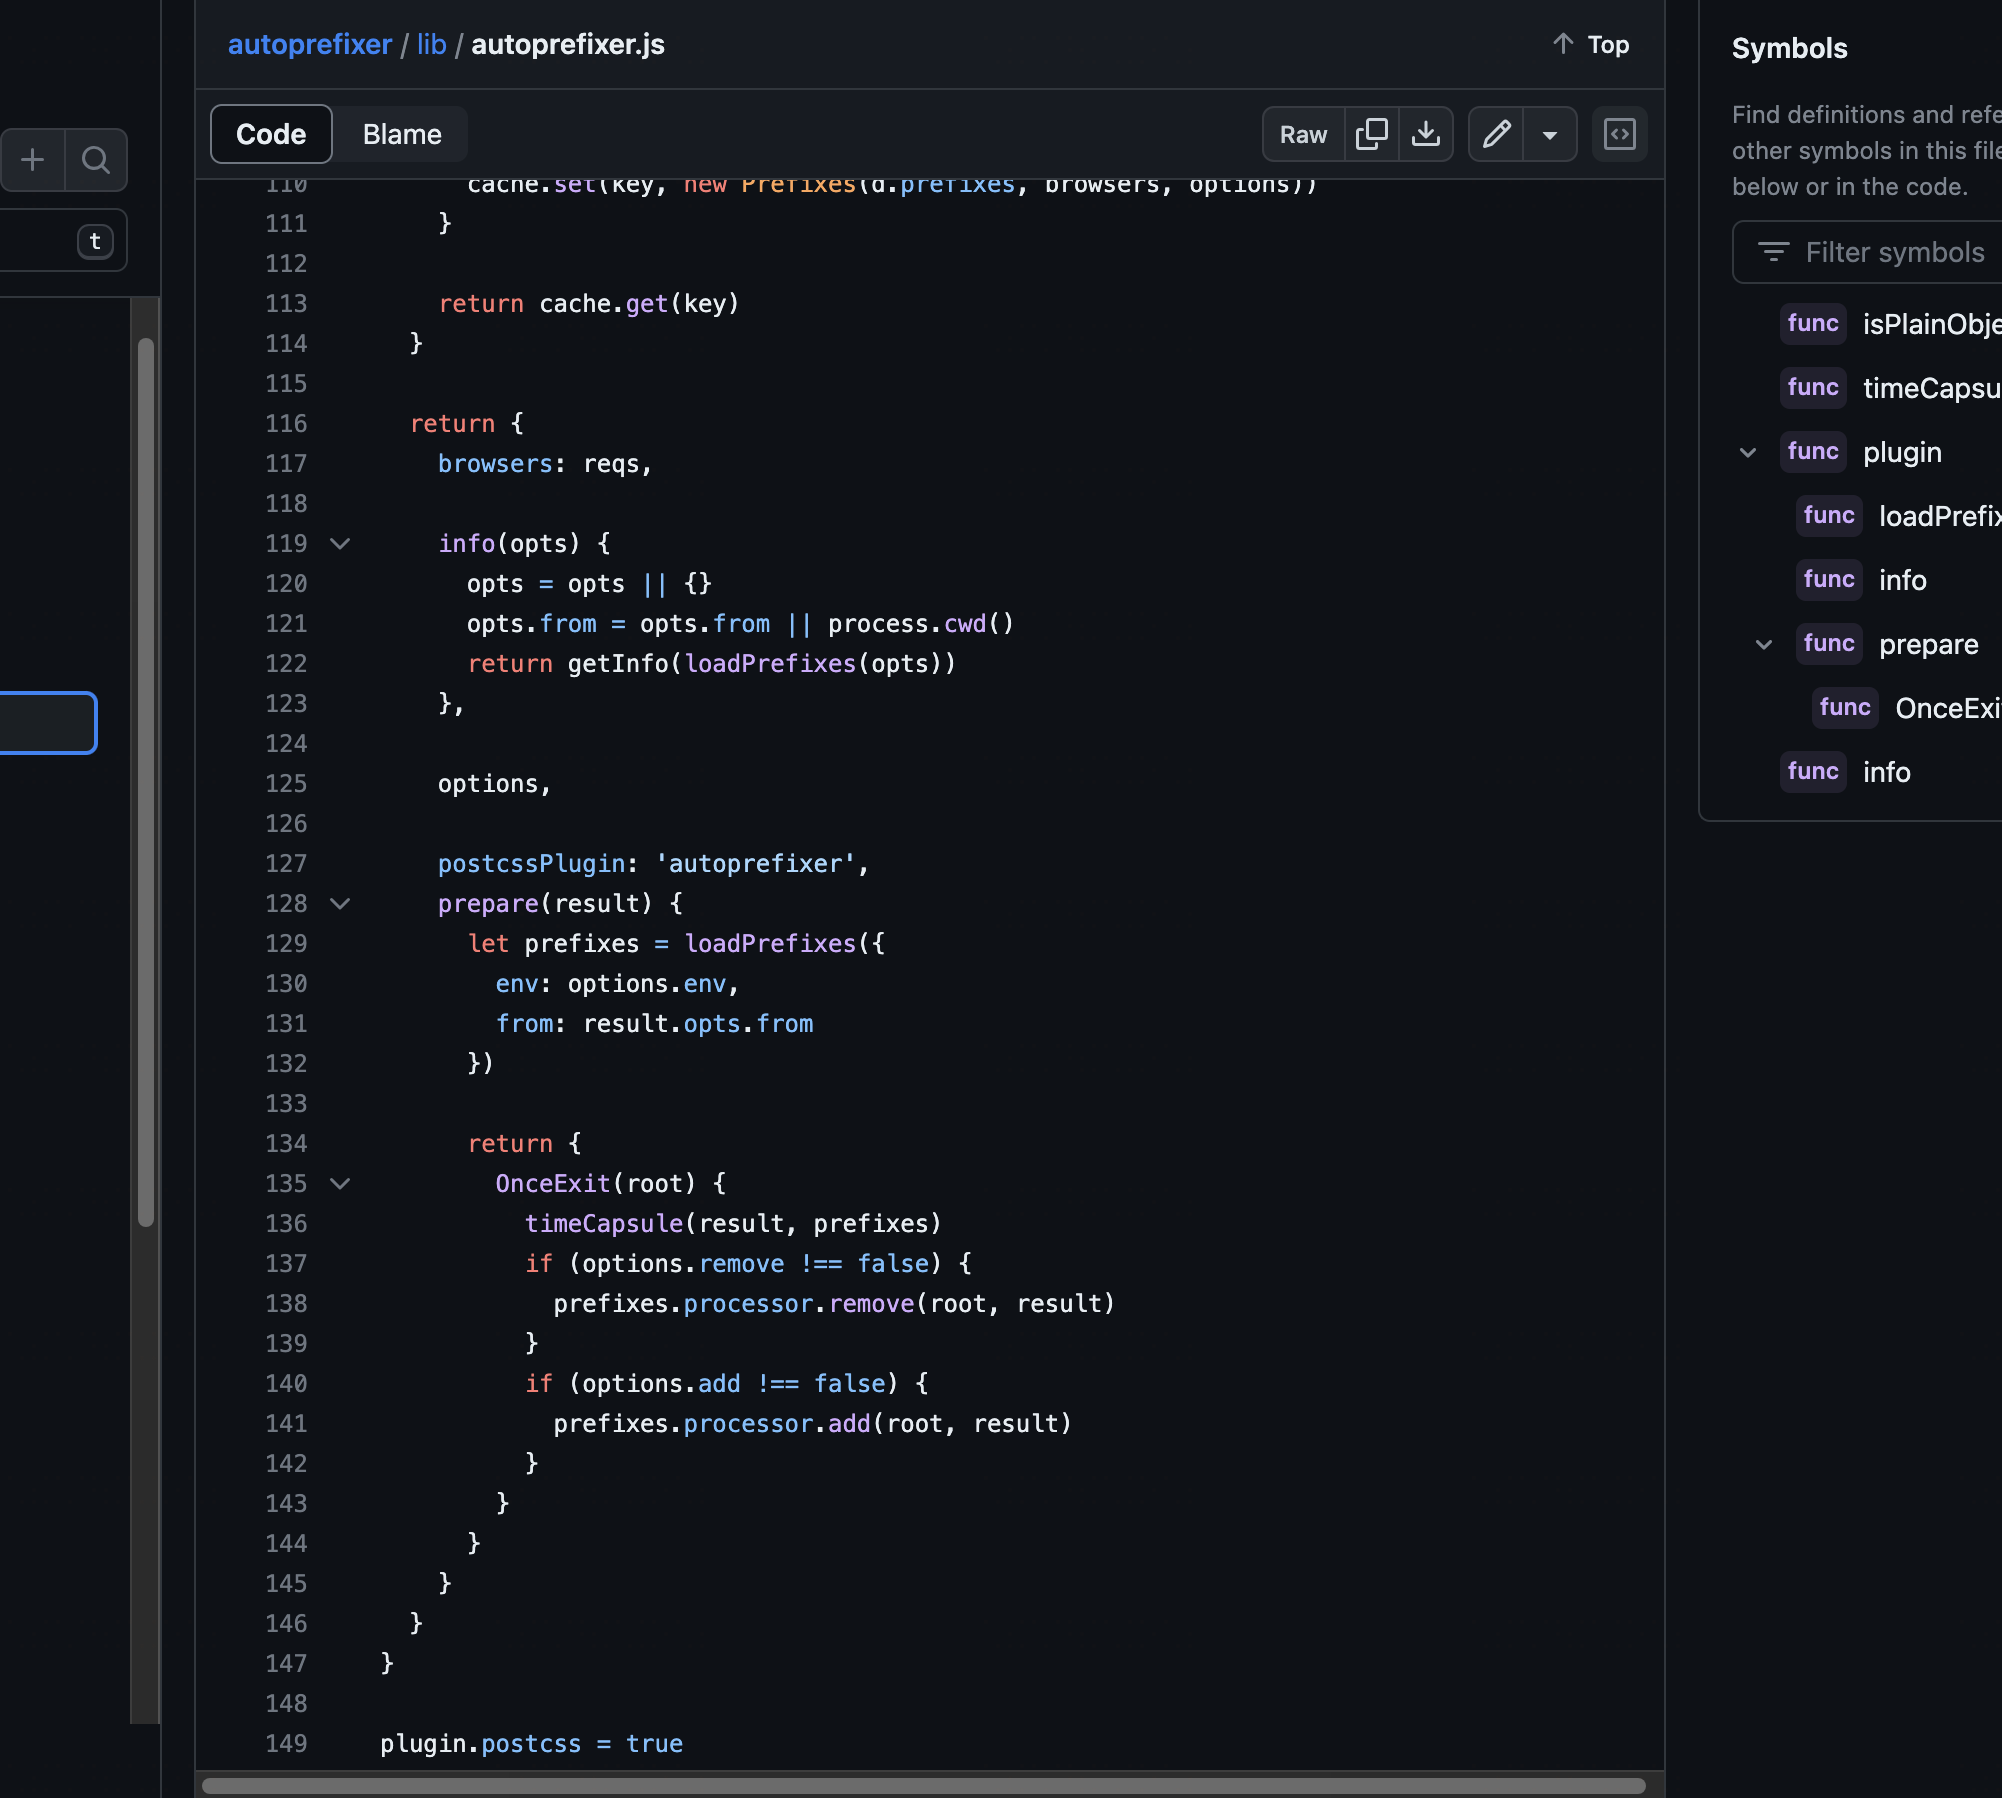 autoprefixer / lib / autoprefixer.js
Top
Code
Blame
Raw
t
110 cache.set(key, new Prefixes(d.prefixes, browsers, options))
111 }
112
113 return cache.get(key)
114 }
115
116 return {
117 browsers: reqs,
118
119 info(opts) {
120 opts = opts || {}
121 opts.from = opts.from || process.cwd()
122 return getInfo(loadPrefixes(opts))
123 },
124
125 options,
126
127 postcssPlugin: 'autoprefixer',
128 prepare(result) {
129 let prefixes = loadPrefixes({
130 env: options.env,
131 from: result.opts.from
132 })
133
134 return {
135 OnceExit(root) {
136 timeCapsule(result, prefixes)
137 if (options.remove !== false) {
138 prefixes.processor.remove(root, result)
139 }
140 if (options.add !== false) {
141 prefixes.processor.add(root, result)
142 }
143 }
144 }
145 }
146 }
147 }
148
149 plugin.postcss = true
Symbols
Find definitions and refe
other symbols in this file
below or in the code.
Filter symbols
func isPlainObje
func timeCapsu
func plugin
func loadPrefix
func info
func prepare
func OnceExi
func info